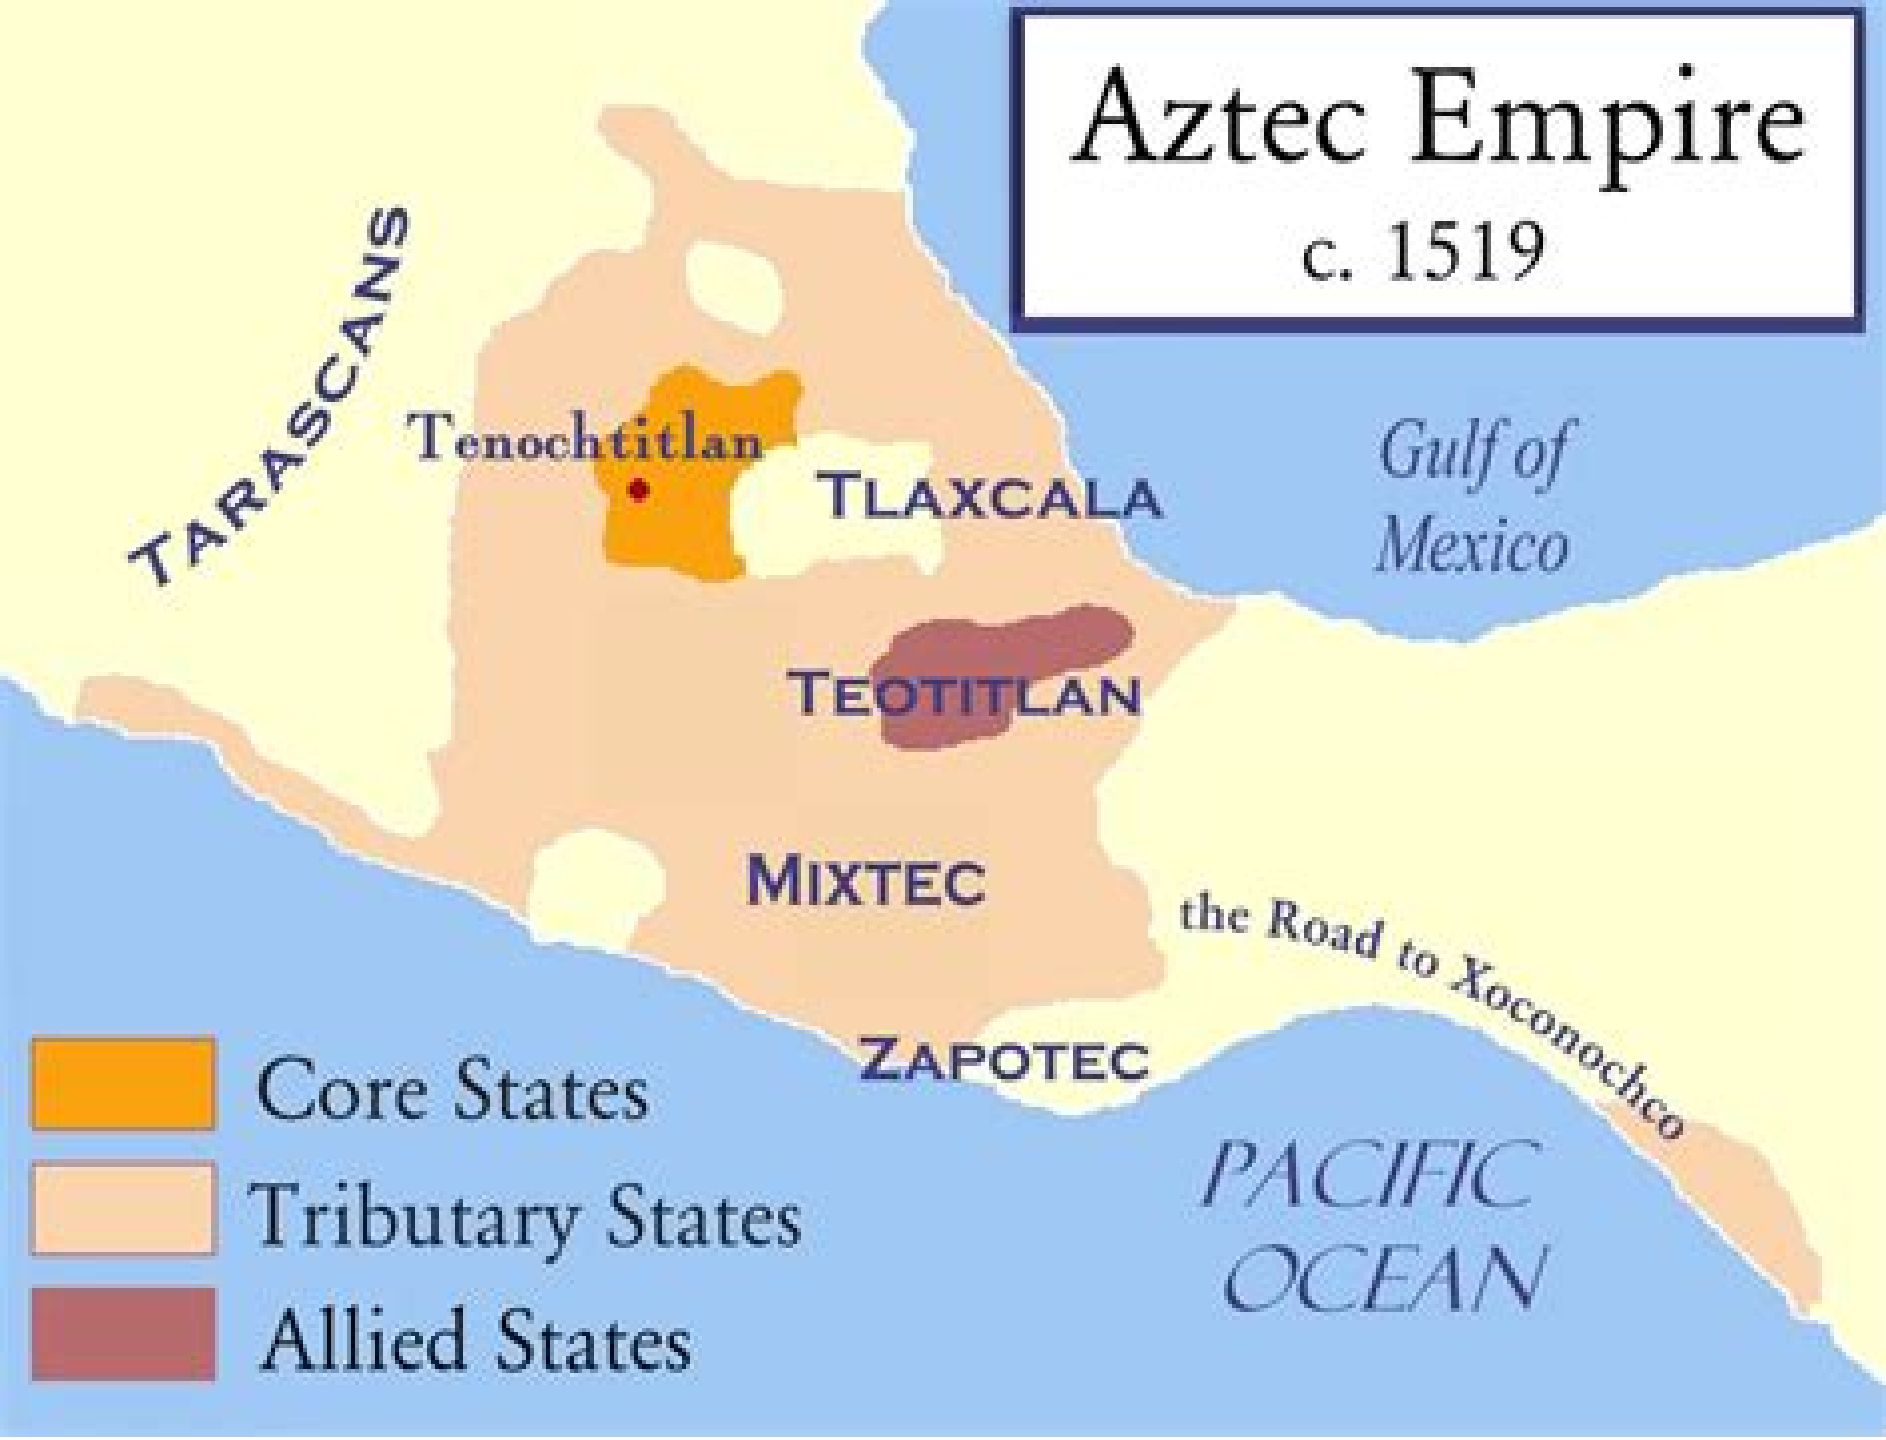 Aztec Empire
c. 1519
TARASCANS
Tenochtitlan
TLAXCALA
Gulf of
Mexico
TEOTITLAN
MIXTEC
the Road to Xoconochco
ZAPOTEC
PACIFIC
OCEAN
Core States
Tributary States
Allied States